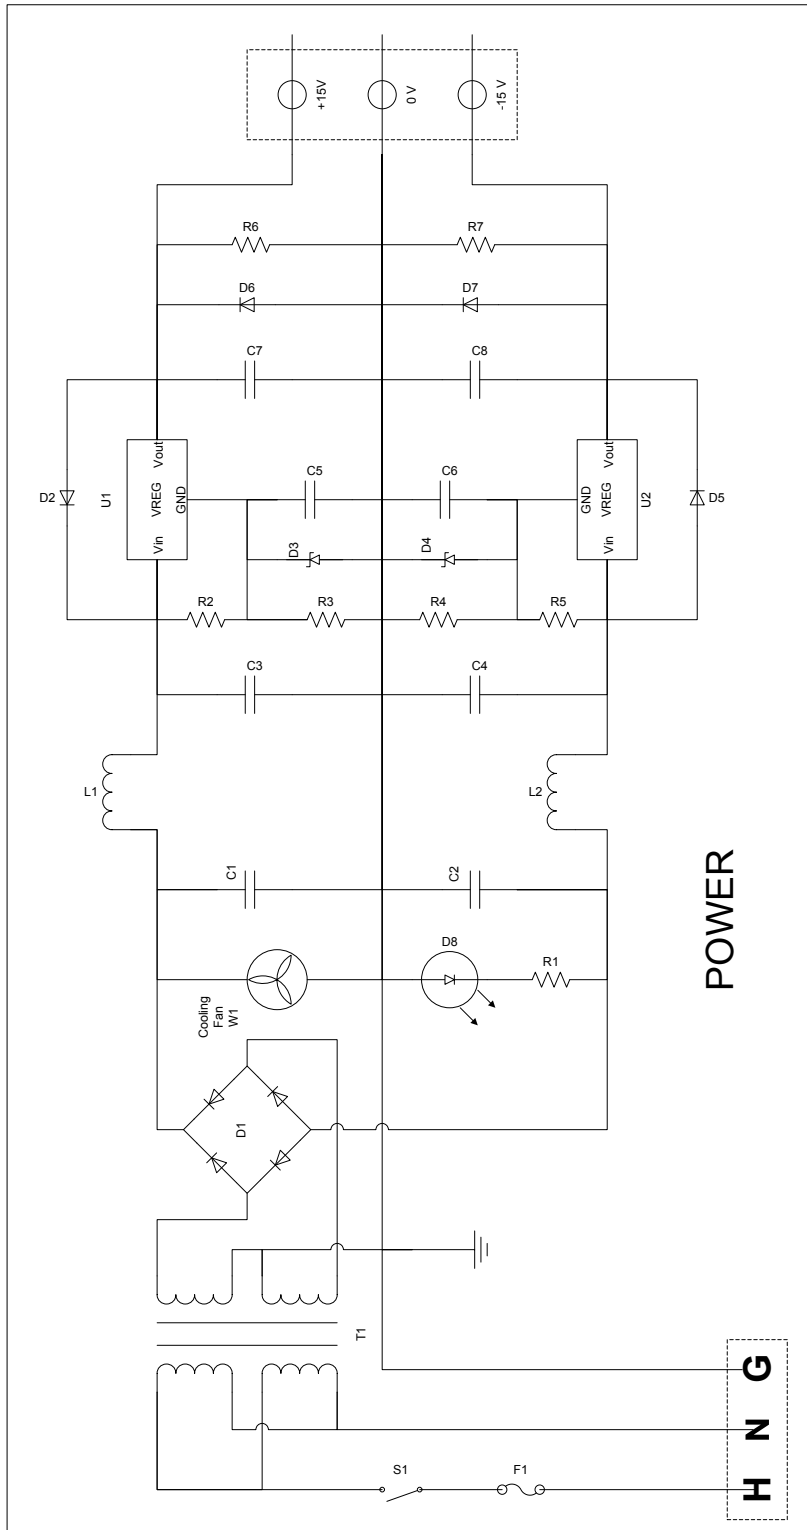 +15V
0 V
-15 V
R6
R7
D6
D7
C7
C8
Vout
VREG
GND
Vin
U1
D2
C5
C6
Vout
VREG
GND
Vin
U2
D5
D3
D4
R2
R3
R4
R5
C3
C4
L1
L2
C1
C2
Cooling
Fan
W1
D8
R1
D1
POWER
T1
G
N
H
S1
F1